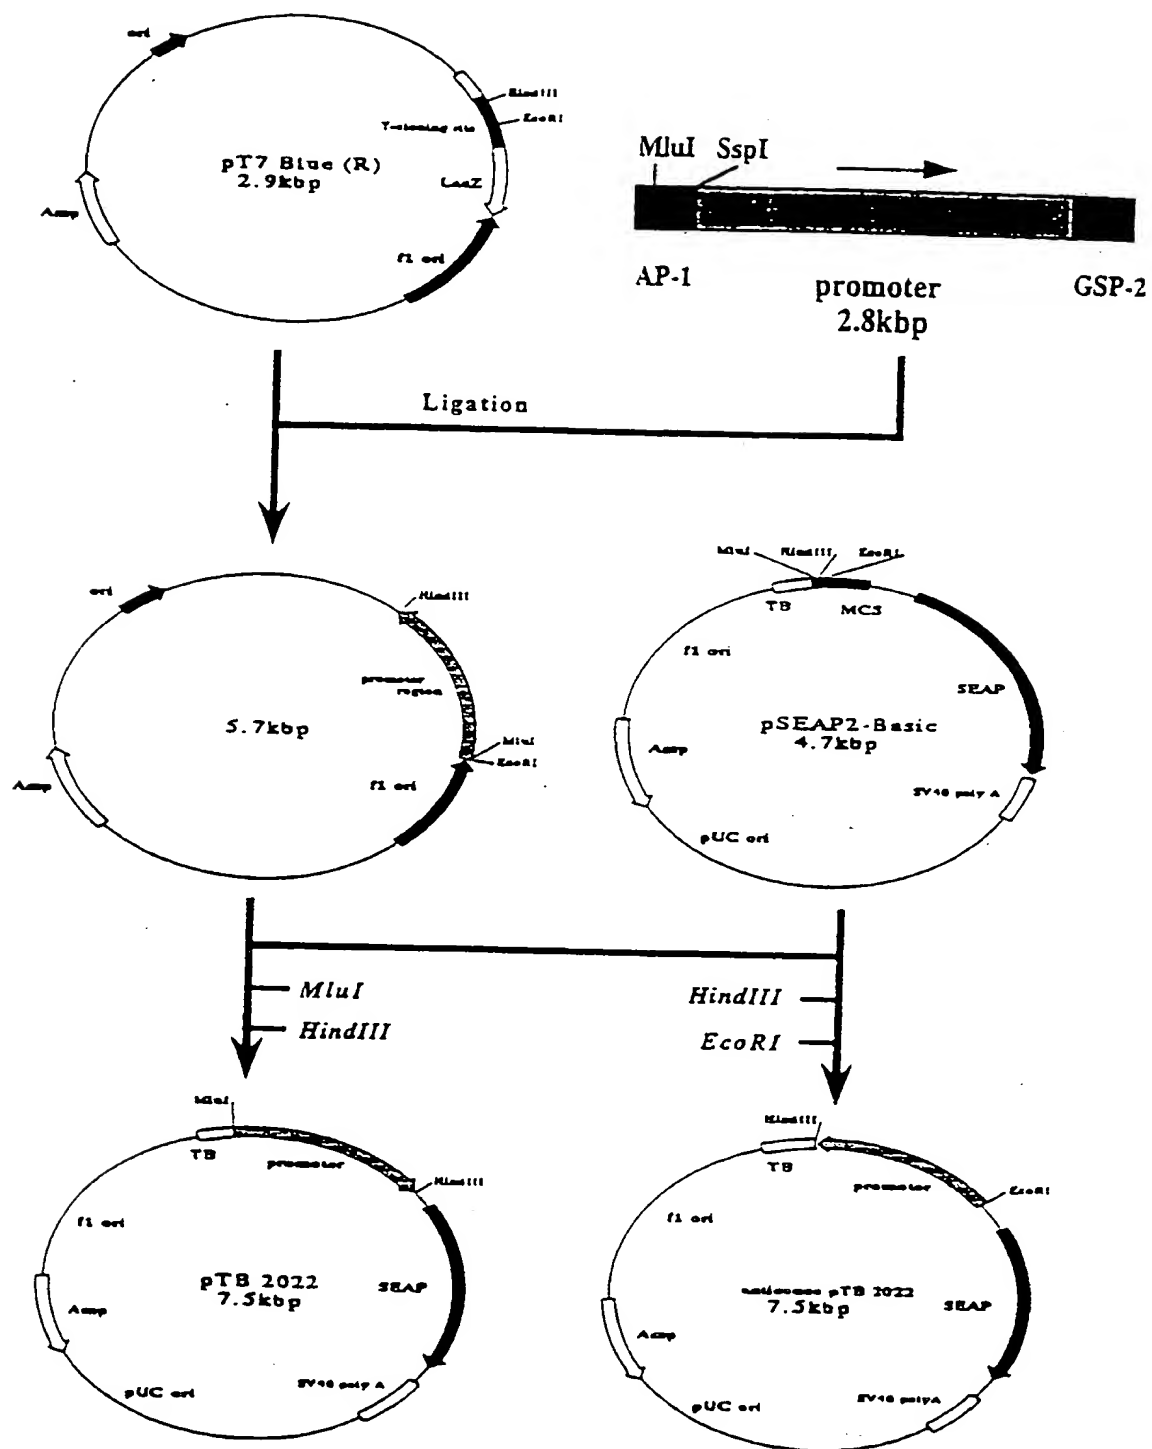 ori
HindIII
EcoRI
T-cloning site
pT7 Blue (R)
2.9kbp
LacZ
Amp
f1 ori
MluI SspI
AP-1
promoter
2.8kbp
GSP-2
Ligation
ori
HindIII
promoter
region
5.7kbp
MluI
EcoRI
Amp
f1 ori
MluI HindIII EcoRI
TB
MCS
f1 ori
SEAP
pSEAP2-Basic
4.7kbp
Amp
SV40 poly A
pUC ori
MluI
HindIII
HindIII
EcoRI
MluI
TB
promoter
HindIII
f1 ori
pTB 2022
7.5kbp
SEAP
Amp
SV40 poly A
pUC ori
HindIII
TB
promoter
EcoRI
f1 ori
antisense pTB 2022
7.5kbp
SEAP
Amp
SV40 polyA
pUC ori